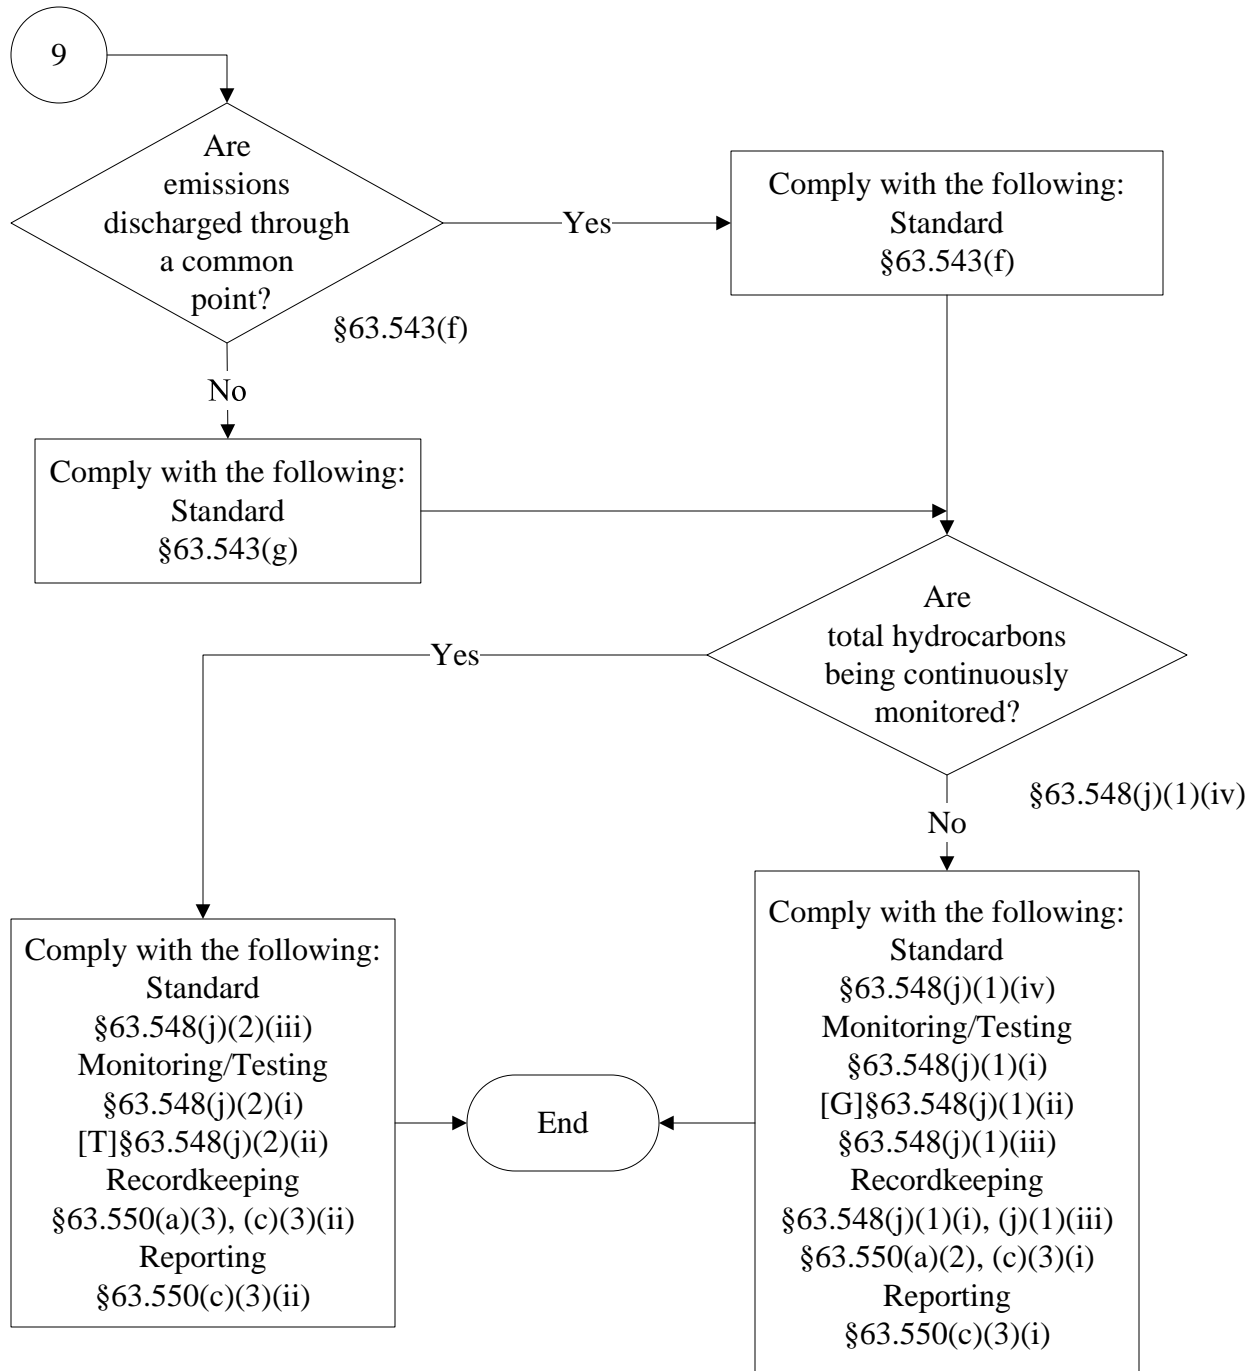 9
Are
emissions
discharged through
a common
point?
§63.543(f)
Yes
Comply with the following:
Standard
§63.543(f)
No
Comply with the following:
Standard
§63.543(g)
Are
total hydrocarbons
being continuously
monitored?
§63.548(j)(1)(iv)
Yes
No
Comply with the following:
Standard
§63.548(j)(2)(iii)
Monitoring/Testing
§63.548(j)(2)(i)
[T]§63.548(j)(2)(ii)
Recordkeeping
§63.550(a)(3), (c)(3)(ii)
Reporting
§63.550(c)(3)(ii)
End
Comply with the following:
Standard
§63.548(j)(1)(iv)
Monitoring/Testing
§63.548(j)(1)(i)
[G]§63.548(j)(1)(ii)
§63.548(j)(1)(iii)
Recordkeeping
§63.548(j)(1)(i), (j)(1)(iii)
§63.550(a)(2), (c)(3)(i)
Reporting
§63.550(c)(3)(i)